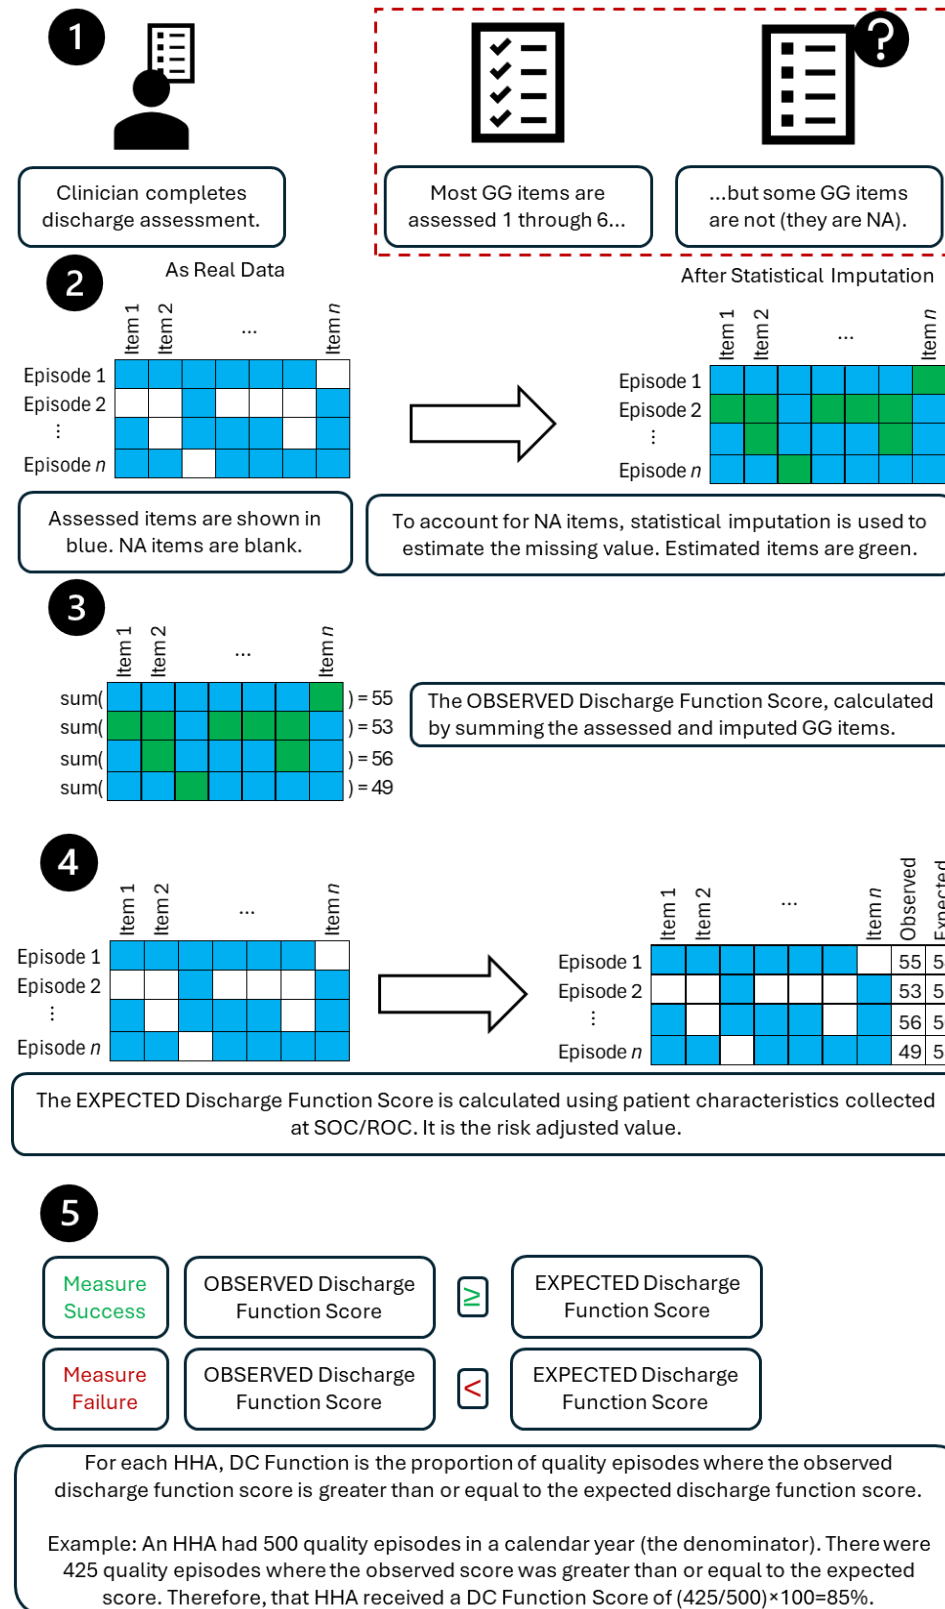 1
?
Clinician completes
discharge assessment.
Most GG items are
assessed 1 through 6...
...but some GG items
are not (they are NA).
2
As Real Data
After Statistical Imputation
Item 1
Item 2
...
Item n
Item 1
Item 2
...
Item n
Episode 1
Episode 2
⋮
Episode n
Episode 1
Episode 2
⋮
Episode n
Assessed items are shown in
blue. NA items are blank.
To account for NA items, statistical imputation is used to
estimate the missing value. Estimated items are green.
3
Item 1
Item 2
...
Item n
sum( ) = 55
sum( ) = 53
sum( ) = 56
sum( ) = 49
The OBSERVED Discharge Function Score, calculated
by summing the assessed and imputed GG items.
4
Item 1
Item 2
...
Item n
Item 1
Item 2
...
Item n
Observed
Expected
Episode 1
Episode 2
⋮
Episode n
Episode 1 55 5
Episode 2 53 5
⋮ 56 5
Episode n 49 5
The EXPECTED Discharge Function Score is calculated using patient characteristics collected
at SOC/ROC. It is the risk adjusted value.
5
Measure
Success
OBSERVED Discharge
Function Score
≥
EXPECTED Discharge
Function Score
Measure
Failure
OBSERVED Discharge
Function Score
<
EXPECTED Discharge
Function Score
For each HHA, DC Function is the proportion of quality episodes where the observed
discharge function score is greater than or equal to the expected discharge function score.
Example: An HHA had 500 quality episodes in a calendar year (the denominator). There were
425 quality episodes where the observed score was greater than or equal to the expected
score. Therefore, that HHA received a DC Function Score of (425/500)×100=85%.